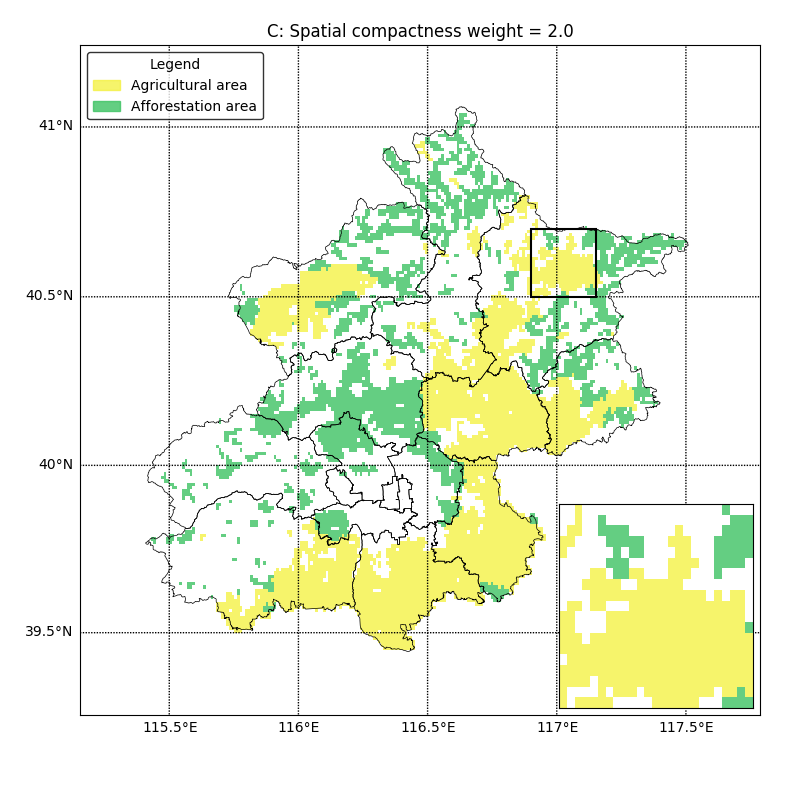 C: Spatial compactness weight = 2.0
Legend
Agricultural area
Afforestation area
41°N
40.5°N
40°N
39.5°N
115.5°E 116°E 116.5°E 117°E 117.5°E